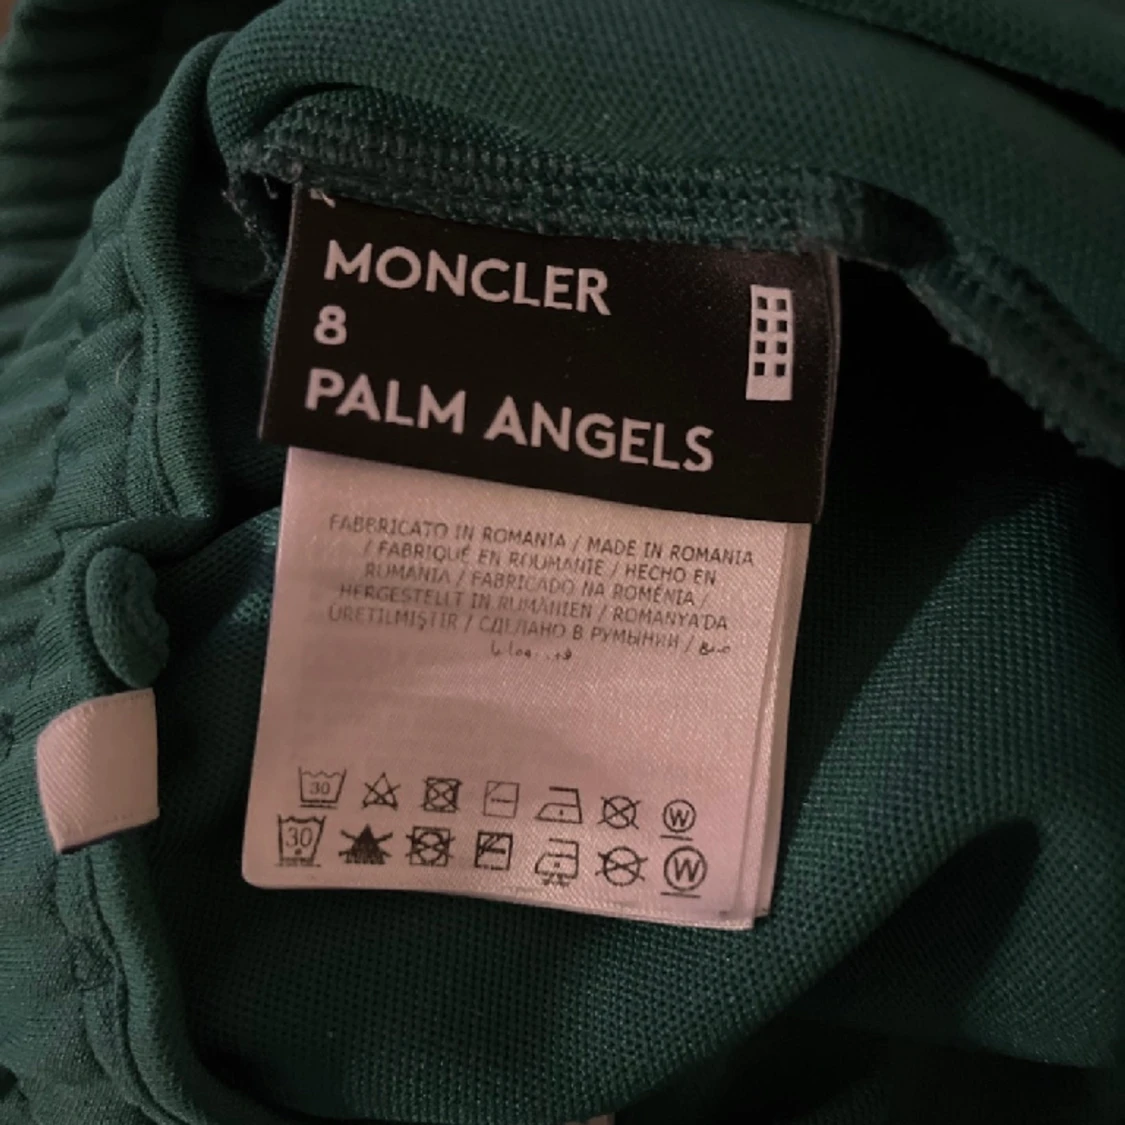 MONCLER
8
PALM ANGELS
FABBRICATO IN ROMANIA / MADE IN ROMANIA
/ FABRIQUÉ EN ROUMANIE / HECHO EN
RUMANIA / FABRICADO NA ROMÉNIA /
HERGESTELLT IN RUMÄNIEN / ROMANYA'DA
ÜRETILMIŞTIR / СДЕЛАНО В РУМЫНИИ /
30
W
30
W